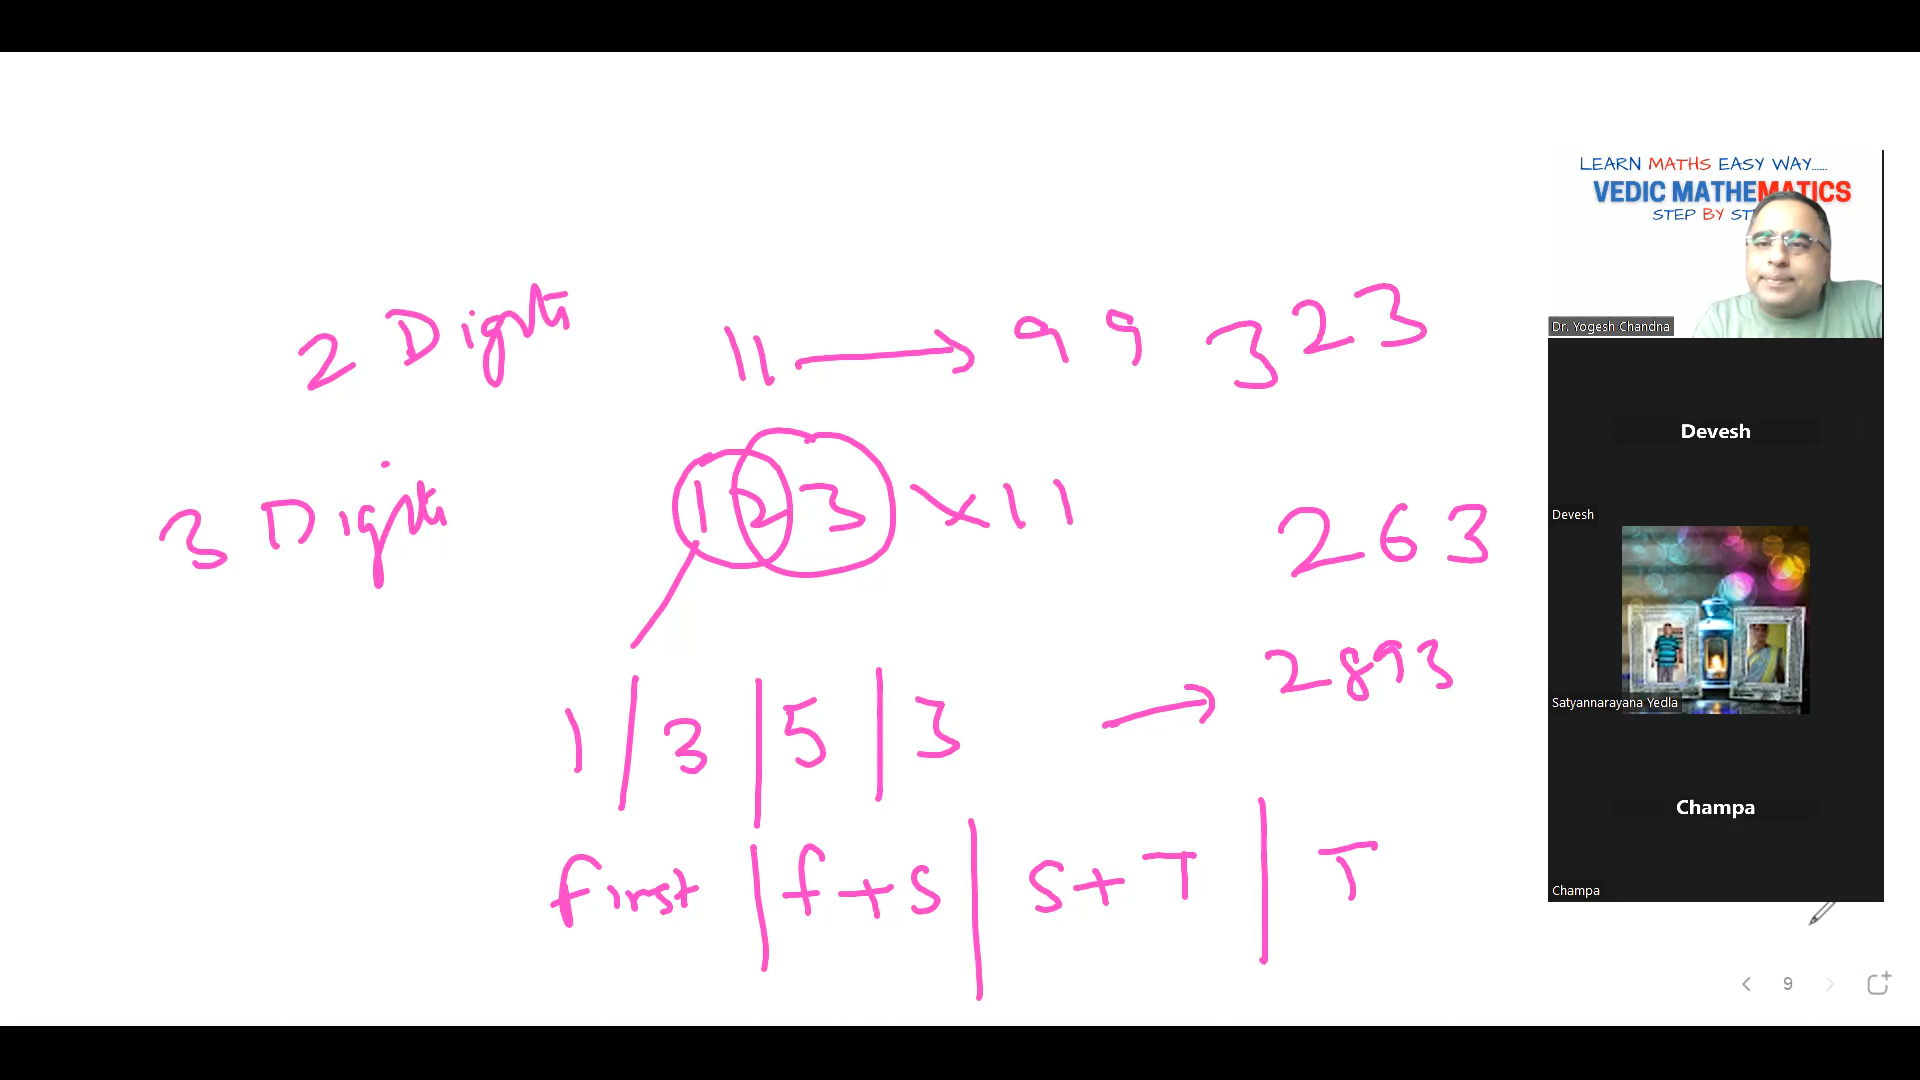 LEARN MATHS EASY WAY......
VEDIC MATHEMATICS
STEP BY
Dr. Yogesh Chandna
2 Digits 11 → 99 323
Devesh
3 Digits 123 × 11 263
Devesh
1 | 3 | 5 | 3 → 2893
Satyannarayana Yedla
first | f + S | S + T | T
Champa
Champa
9